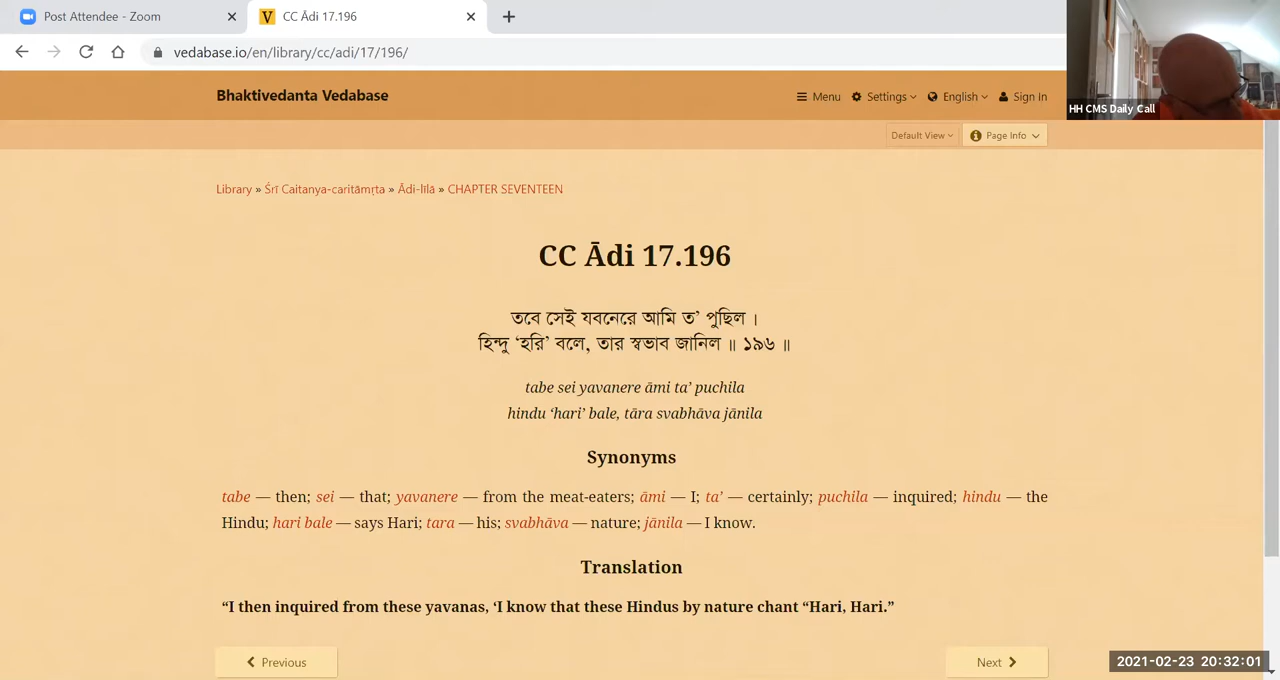 Post Attendee - Zoom
CC Ādi 17.196
vedabase.io/en/library/cc/adi/17/196/
HH CMS Daily Call
Bhaktivedanta Vedabase
Menu Settings English Sign In
Default View Page Info
Library » Śrī Caitanya-caritāmṛta » Ādi-līlā » CHAPTER SEVENTEEN
CC Ādi 17.196
তবে সেই যবনেরে আমি ত’ পুছিল ।
হিন্দু ‘হরি’ বলে, তার স্বভাব জানিল ॥ ১৯৬ ॥
tabe sei yavanere āmi ta’ puchila
hindu ‘hari’ bale, tāra svabhāva jānila
Synonyms
tabe — then; sei — that; yavanere — from the meat-eaters; āmi — I; ta’ — certainly; puchila — inquired; hindu — the
Hindu; hari bale — says Hari; tara — his; svabhāva — nature; jānila — I know.
Translation
“I then inquired from these yavanas, ‘I know that these Hindus by nature chant “Hari, Hari.”
Previous
Next
2021-02-23 20:32:01